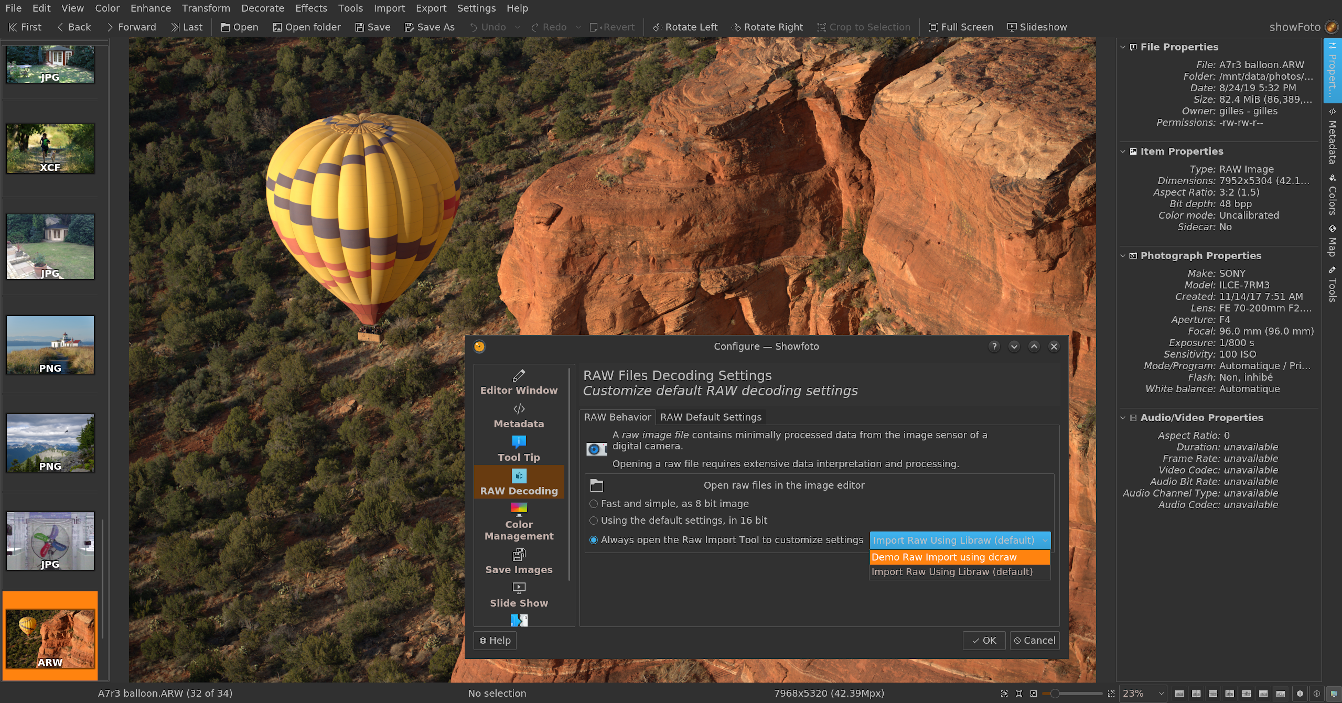 File Edit View Color Enhance Transform Decorate Effects Tools Import Export Settings Help
First Back Forward Last Open Open folder Save Save As Undo Redo Revert Rotate Left Rotate Right Crop to Selection Full Screen Slideshow showFoto
JPG
XCF
JPG
PNG
PNG
JPG
ARW
Configure — Showfoto
Editor Window
Metadata
Tool Tip
RAW Decoding
Color
Management
Save Images
Slide Show
RAW Files Decoding Settings
Customize default RAW decoding settings
RAW Behavior RAW Default Settings
A raw image file contains minimally processed data from the image sensor of a
digital camera.
Opening a raw file requires extensive data interpretation and processing.
Open raw files in the image editor
Fast and simple, as 8 bit image
Using the default settings, in 16 bit
Always open the Raw Import Tool to customize settings Import Raw Using Libraw (default)
Demo Raw Import using dcraw
Import Raw Using Libraw (default)
Help OK Cancel
File Properties
File: A7r3 balloon.ARW
Folder: /mnt/data/photos/...
Date: 8/24/19 5:32 PM
Size: 82.4 MiB (86,389,...
Owner: gilles - gilles
Permissions: -rw-rw-r--
Item Properties
Type: RAW Image
Dimensions: 7952x5304 (42.1...
Aspect Ratio: 3:2 (1.5)
Bit depth: 48 bpp
Color mode: Uncalibrated
Sidecar: No
Photograph Properties
Make: SONY
Model: ILCE-7RM3
Created: 11/14/17 7:51 AM
Lens: FE 70-200mm F2....
Aperture: F4
Focal: 96.0 mm (96.0 mm)
Exposure: 1/800 s
Sensitivity: 100 ISO
Mode/Program: Automatique / Pri...
Flash: Non, inhibé
White balance: Automatique
Audio/Video Properties
Aspect Ratio: 0
Duration: unavailable
Frame Rate: unavailable
Video Codec: unavailable
Audio Bit Rate: unavailable
Audio Channel Type: unavailable
Audio Codec: unavailable
Propert...
Metadata
Colors
Map
Tools
A7r3 balloon.ARW (32 of 34) No selection 7968x5320 (42.39Mpx) 23%